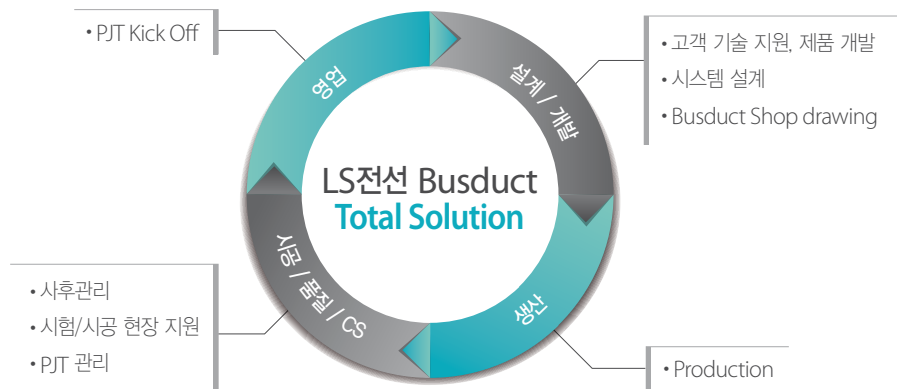 • PJT Kick Off
영업
설계 / 개발
• 고객 기술 지원, 제품 개발
• 시스템 설계
• Busduct Shop drawing
LS전선 Busduct
Total Solution
시공 / 품질 / CS
생산
• 사후관리
• 시험/시공 현장 지원
• PJT 관리
• Production